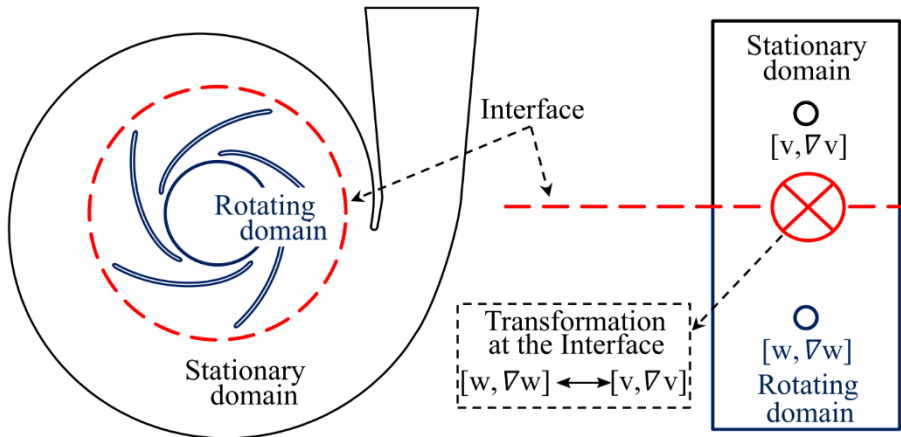 Rotating
domain
Stationary
domain
Interface
Transformation
at the Interface
[w, ∇w] ⟷ [v, ∇v]
Stationary
domain
[v, ∇v]
[w, ∇w]
Rotating
domain